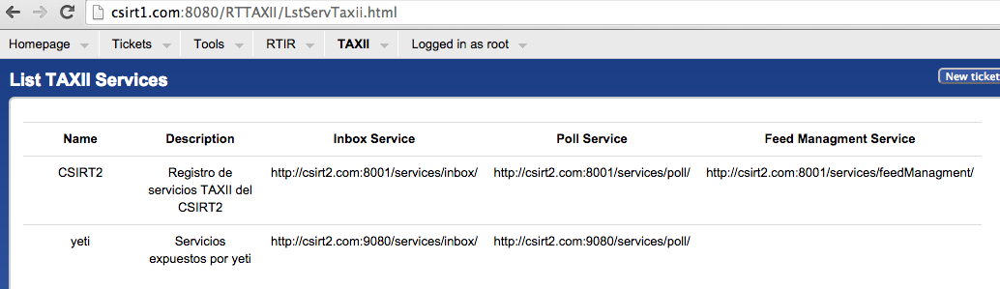 csirt1.com:8080/RTTAXII/LstServTaxii.html
Homepage Tickets Tools RTIR TAXII Logged in as root
List TAXII Services New ticket
Name Description Inbox Service Poll Service Feed Managment Service
CSIRT2 Registro de http://csirt2.com:8001/services/inbox/ http://csirt2.com:8001/services/poll/ http://csirt2.com:8001/services/feedManagment/
servicios TAXII del
CSIRT2
yeti Servicios http://csirt2.com:9080/services/inbox/ http://csirt2.com:9080/services/poll/
expuestos por yeti